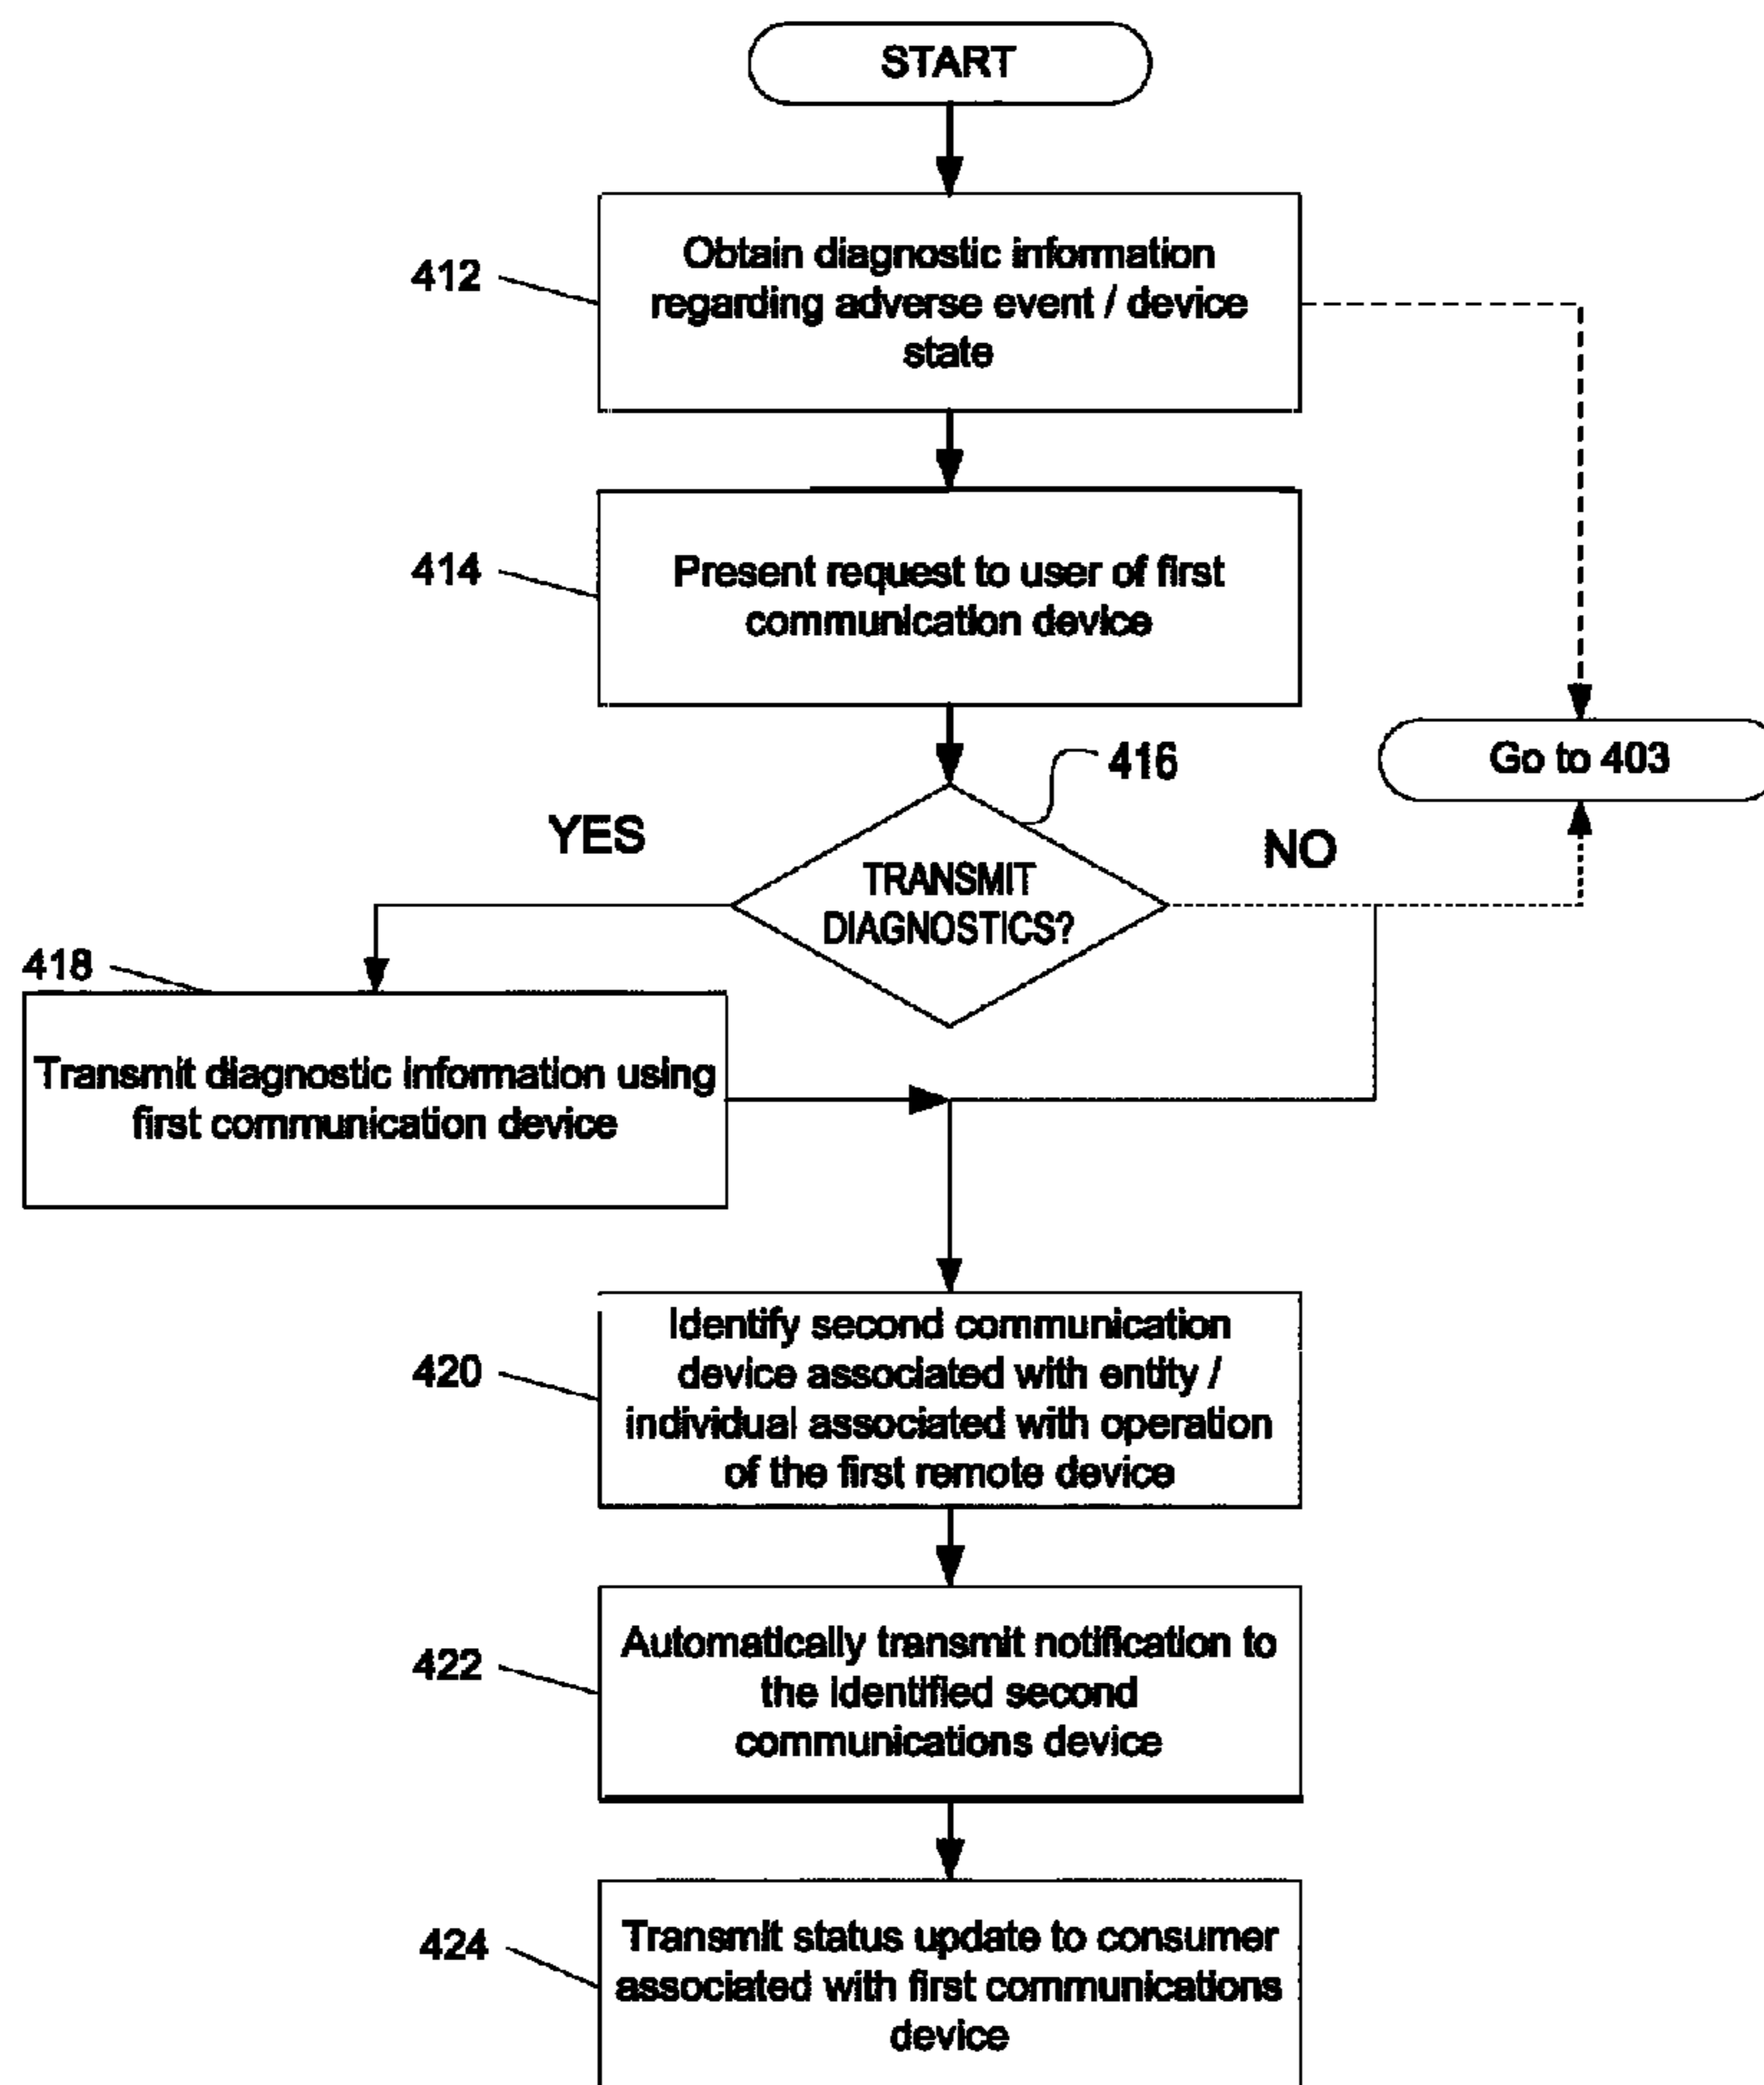 START
412
Obtain diagnostic information
regarding adverse event / device
state
414
Present request to user of first
communication device
416
Go to 403
YES
NO
TRANSMIT
DIAGNOSTICS?
418
Transmit diagnostic information using
first communication device
420
Identify second communication
device associated with entity /
individual associated with operation
of the first remote device
422
Automatically transmit notification to
the identified second
communications device
424
Transmit status update to consumer
associated with first communications
device